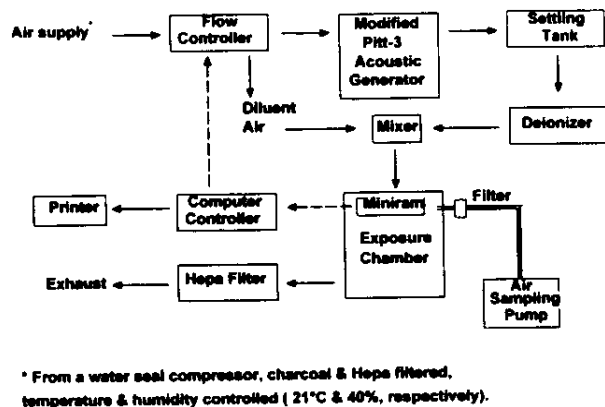 Air supply*
Flow
Controller
Modified
Pitt-3
Acoustic
Generator
Settling
Tank
Diluent
Air
Mixer
Deionizer
Printer
Computer
Controller
Miniram
Filter
Exposure
Chamber
Exhaust
Hepa Filter
Air
Sampling
Pump
* From a water seal compressor, charcoal & Hepa filtered,
temperature & humidity controlled ( 21°C & 40%, respectively).